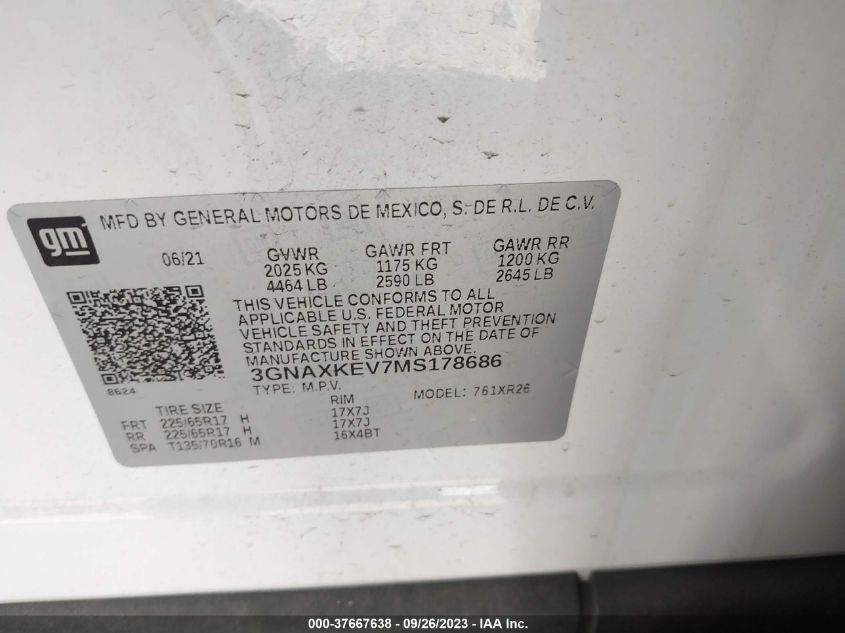 gm
MFD BY GENERAL MOTORS DE MEXICO, S. DE R.L. DE C.V.
06/21 GVWR GAWR FRT GAWR RR
2025 KG 1175 KG 1200 KG
4464 LB 2590 LB 2645 LB
THIS VEHICLE CONFORMS TO ALL
APPLICABLE U.S. FEDERAL MOTOR
VEHICLE SAFETY AND THEFT PREVENTION
STANDARDS IN EFFECT ON THE DATE OF
MANUFACTURE SHOWN ABOVE.
3GNAXKEV7MS178686
8624 TYPE: M.P.V. MODEL: 761XR26
TIRE SIZE RIM
FRT 225/65R17 H 17X7J
RR 225/65R17 H 17X7J
SPA T135/70R16 M 16X4BT
000-37667638 - 09/26/2023 - IAA Inc.